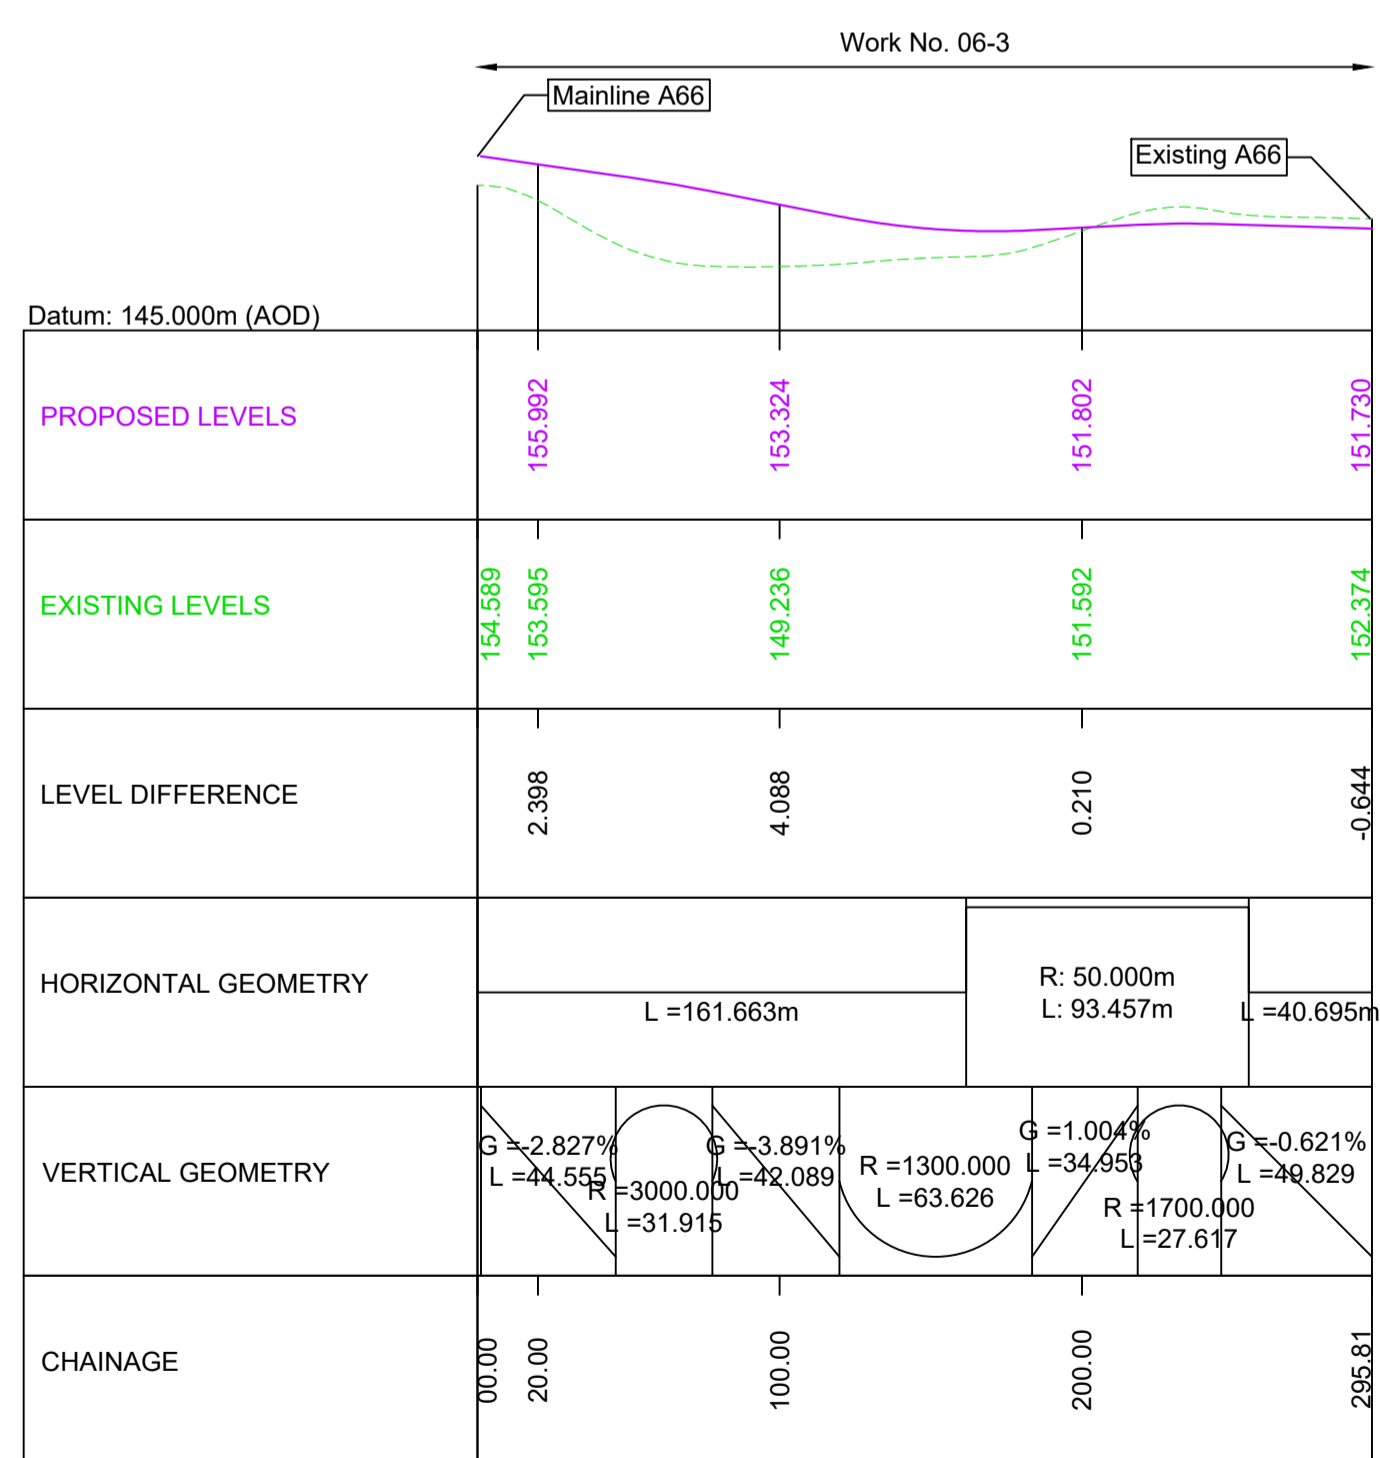 Work No. 06-3
Mainline A66
Existing A66
Datum: 145.000m (AOD)
PROPOSED LEVELS
155.992
153.324
151.802
151.730
EXISTING LEVELS
154.589
153.595
149.236
151.592
152.374
LEVEL DIFFERENCE
2.398
4.088
0.210
-0.644
HORIZONTAL GEOMETRY
L =161.663m
R: 50.000m
L: 93.457m
L =40.695m
VERTICAL GEOMETRY
G =-2.827%
L =44.555
R =3000.000
L =31.915
G =-3.891%
L =42.089
R =1300.000
L =63.626
G =1.004%
L =34.953
R =1700.000
L =27.617
G =-0.621%
L =49.829
CHAINAGE
00.00
20.00
100.00
200.00
295.81